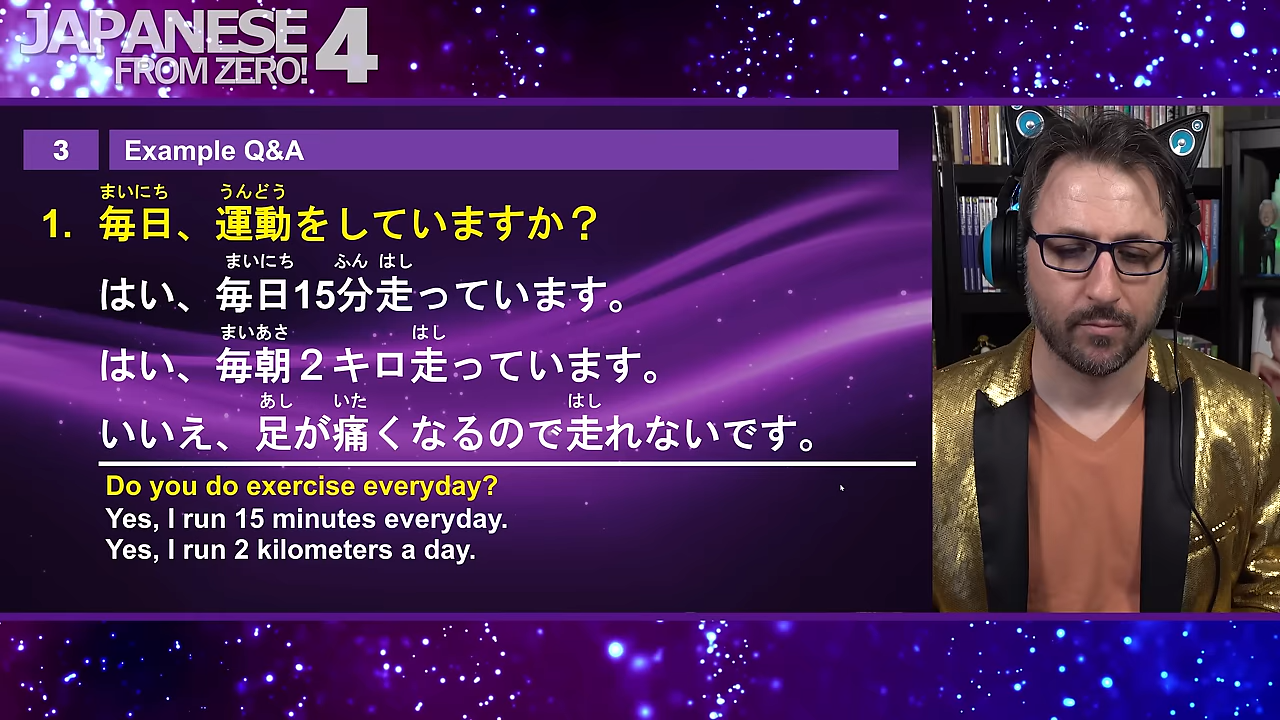 JAPANESE
FROM ZERO! 4
3 Example Q&A
まいにち うんどう
1. 毎日、運動をしていますか？
まいにち ふん はし
はい、毎日15分走っています。
まいあさ はし
はい、毎朝２キロ走っています。
あし いた はし
いいえ、足が痛くなるので走れないです。
Do you do exercise everyday?
Yes, I run 15 minutes everyday.
Yes, I run 2 kilometers a day.